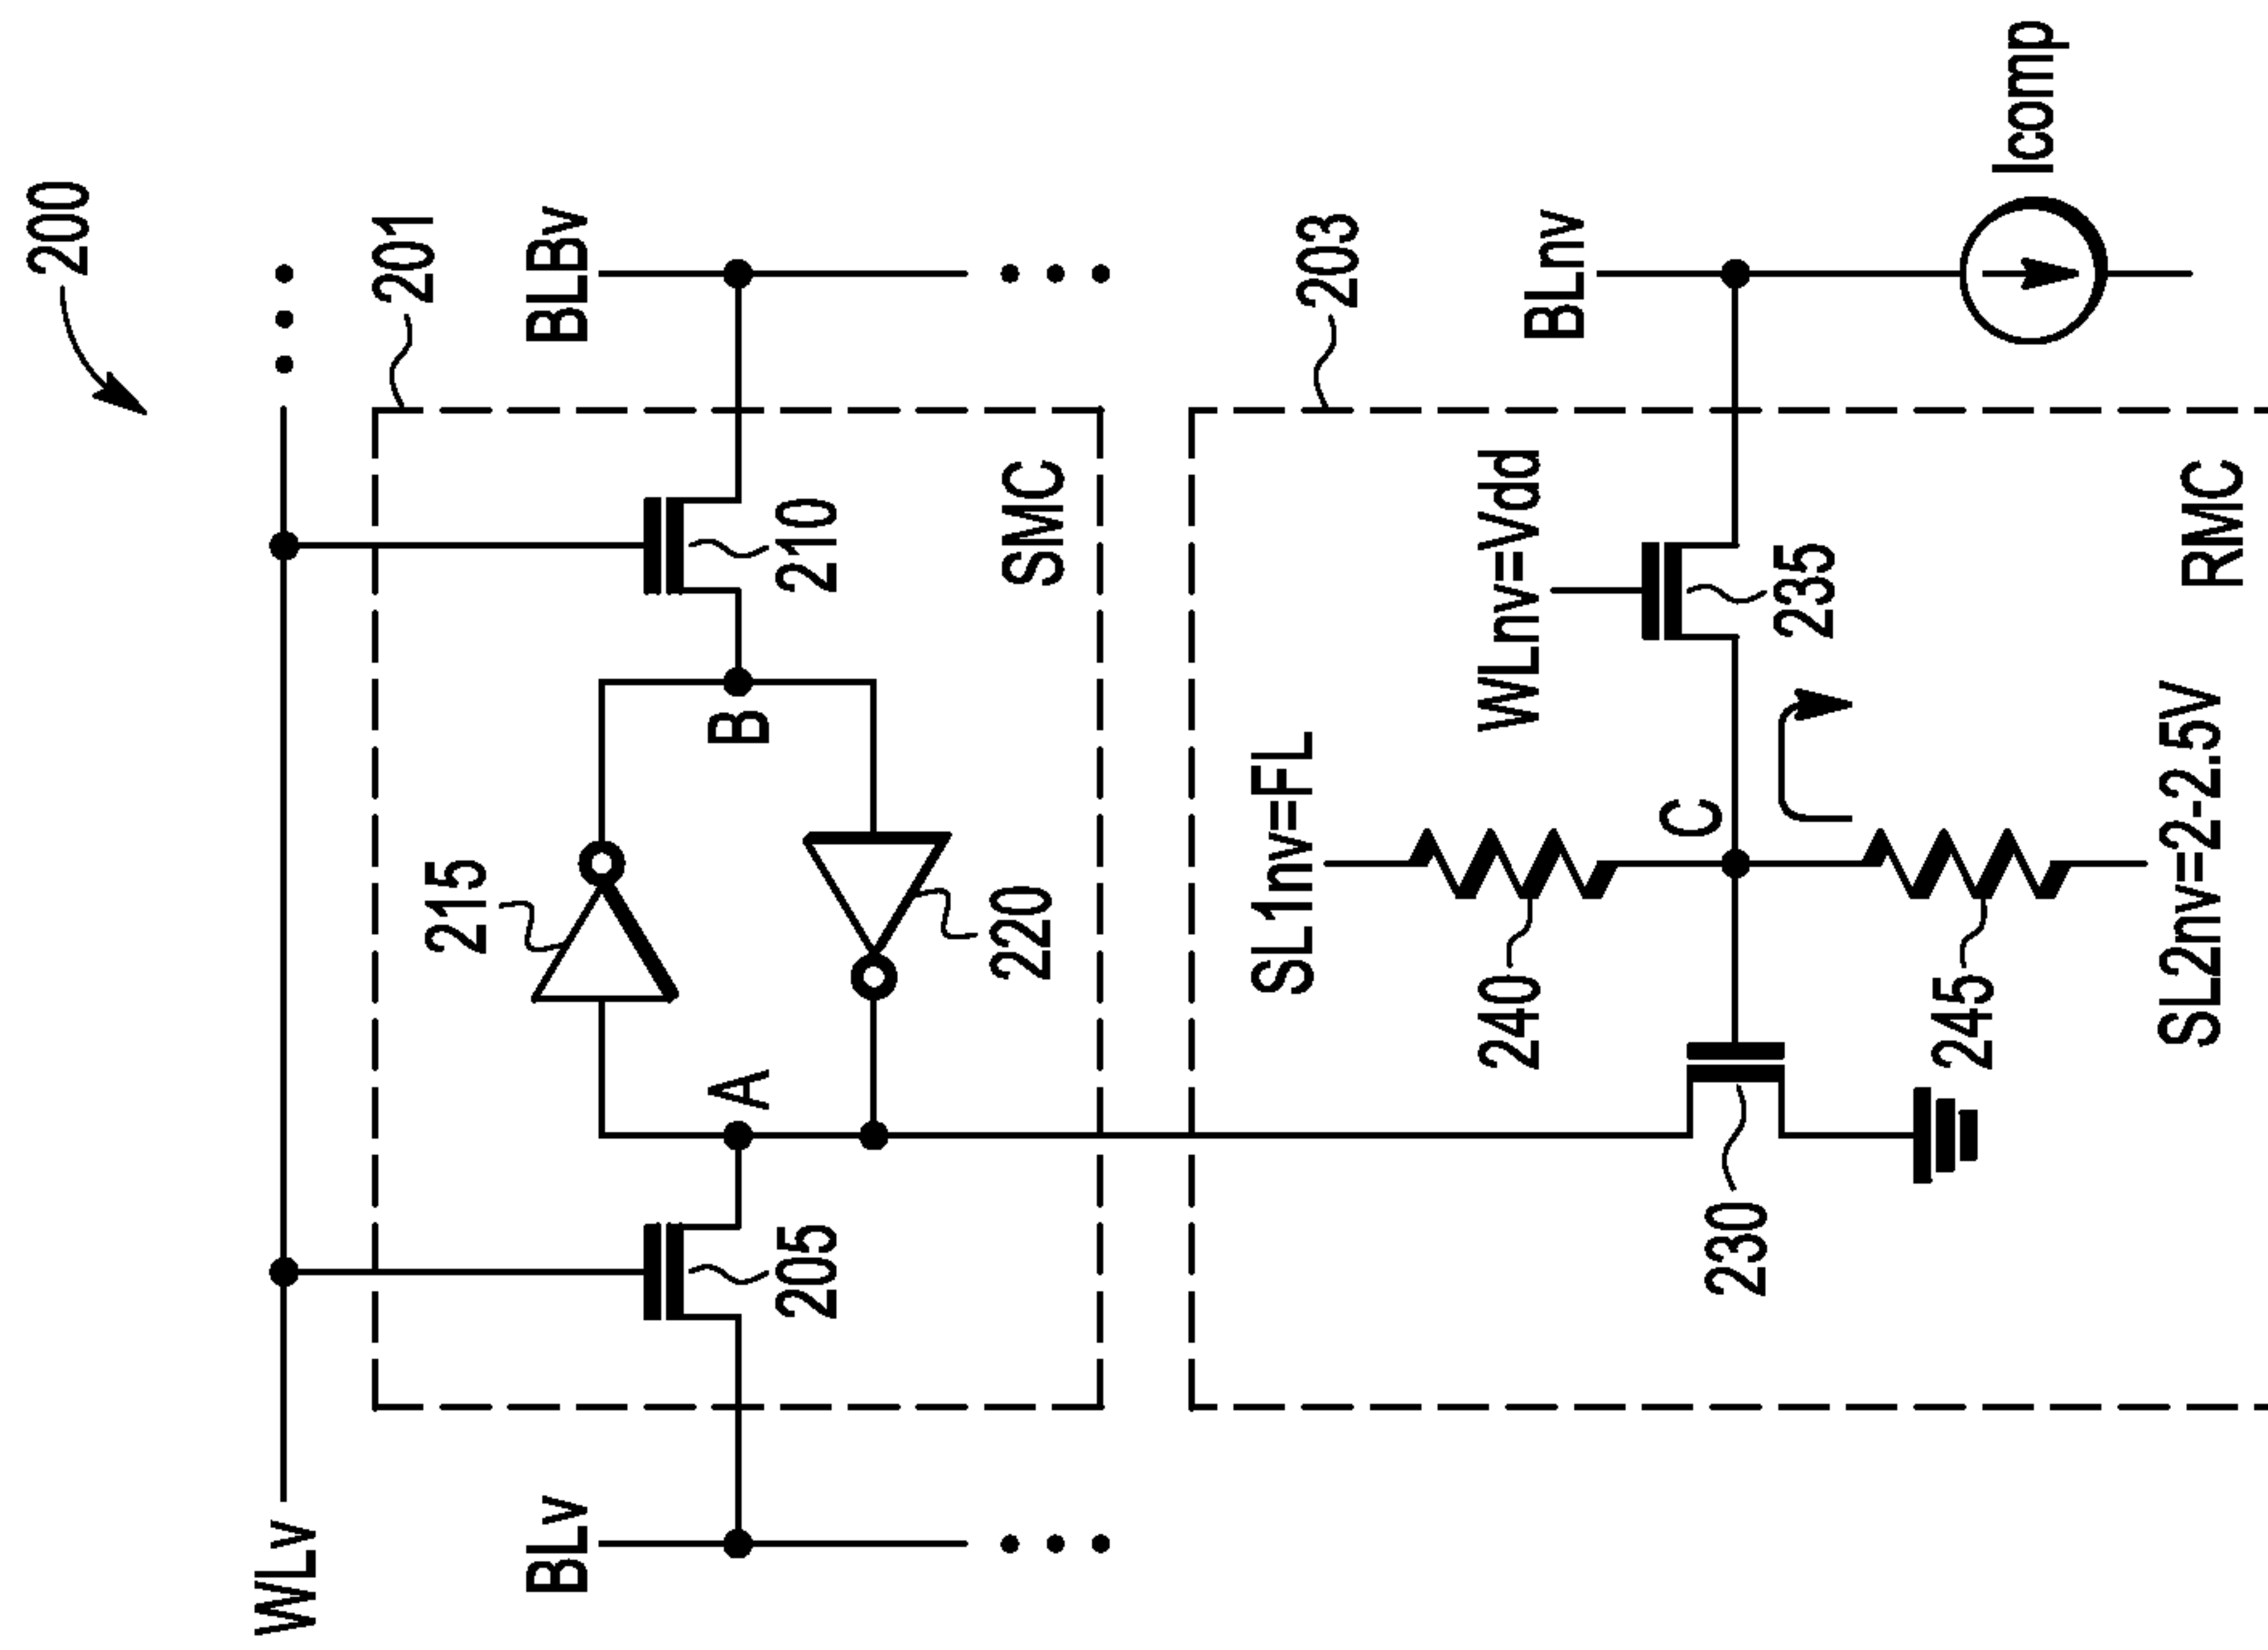 200
WLv
201
215
BLv
BLBv
A
B
205
210
220
SMC
SL1nv=FL
203
240
WLnv=Vdd
BLnv
C
230
235
245
Icomp
SL2nv=2-2.5V
RMC